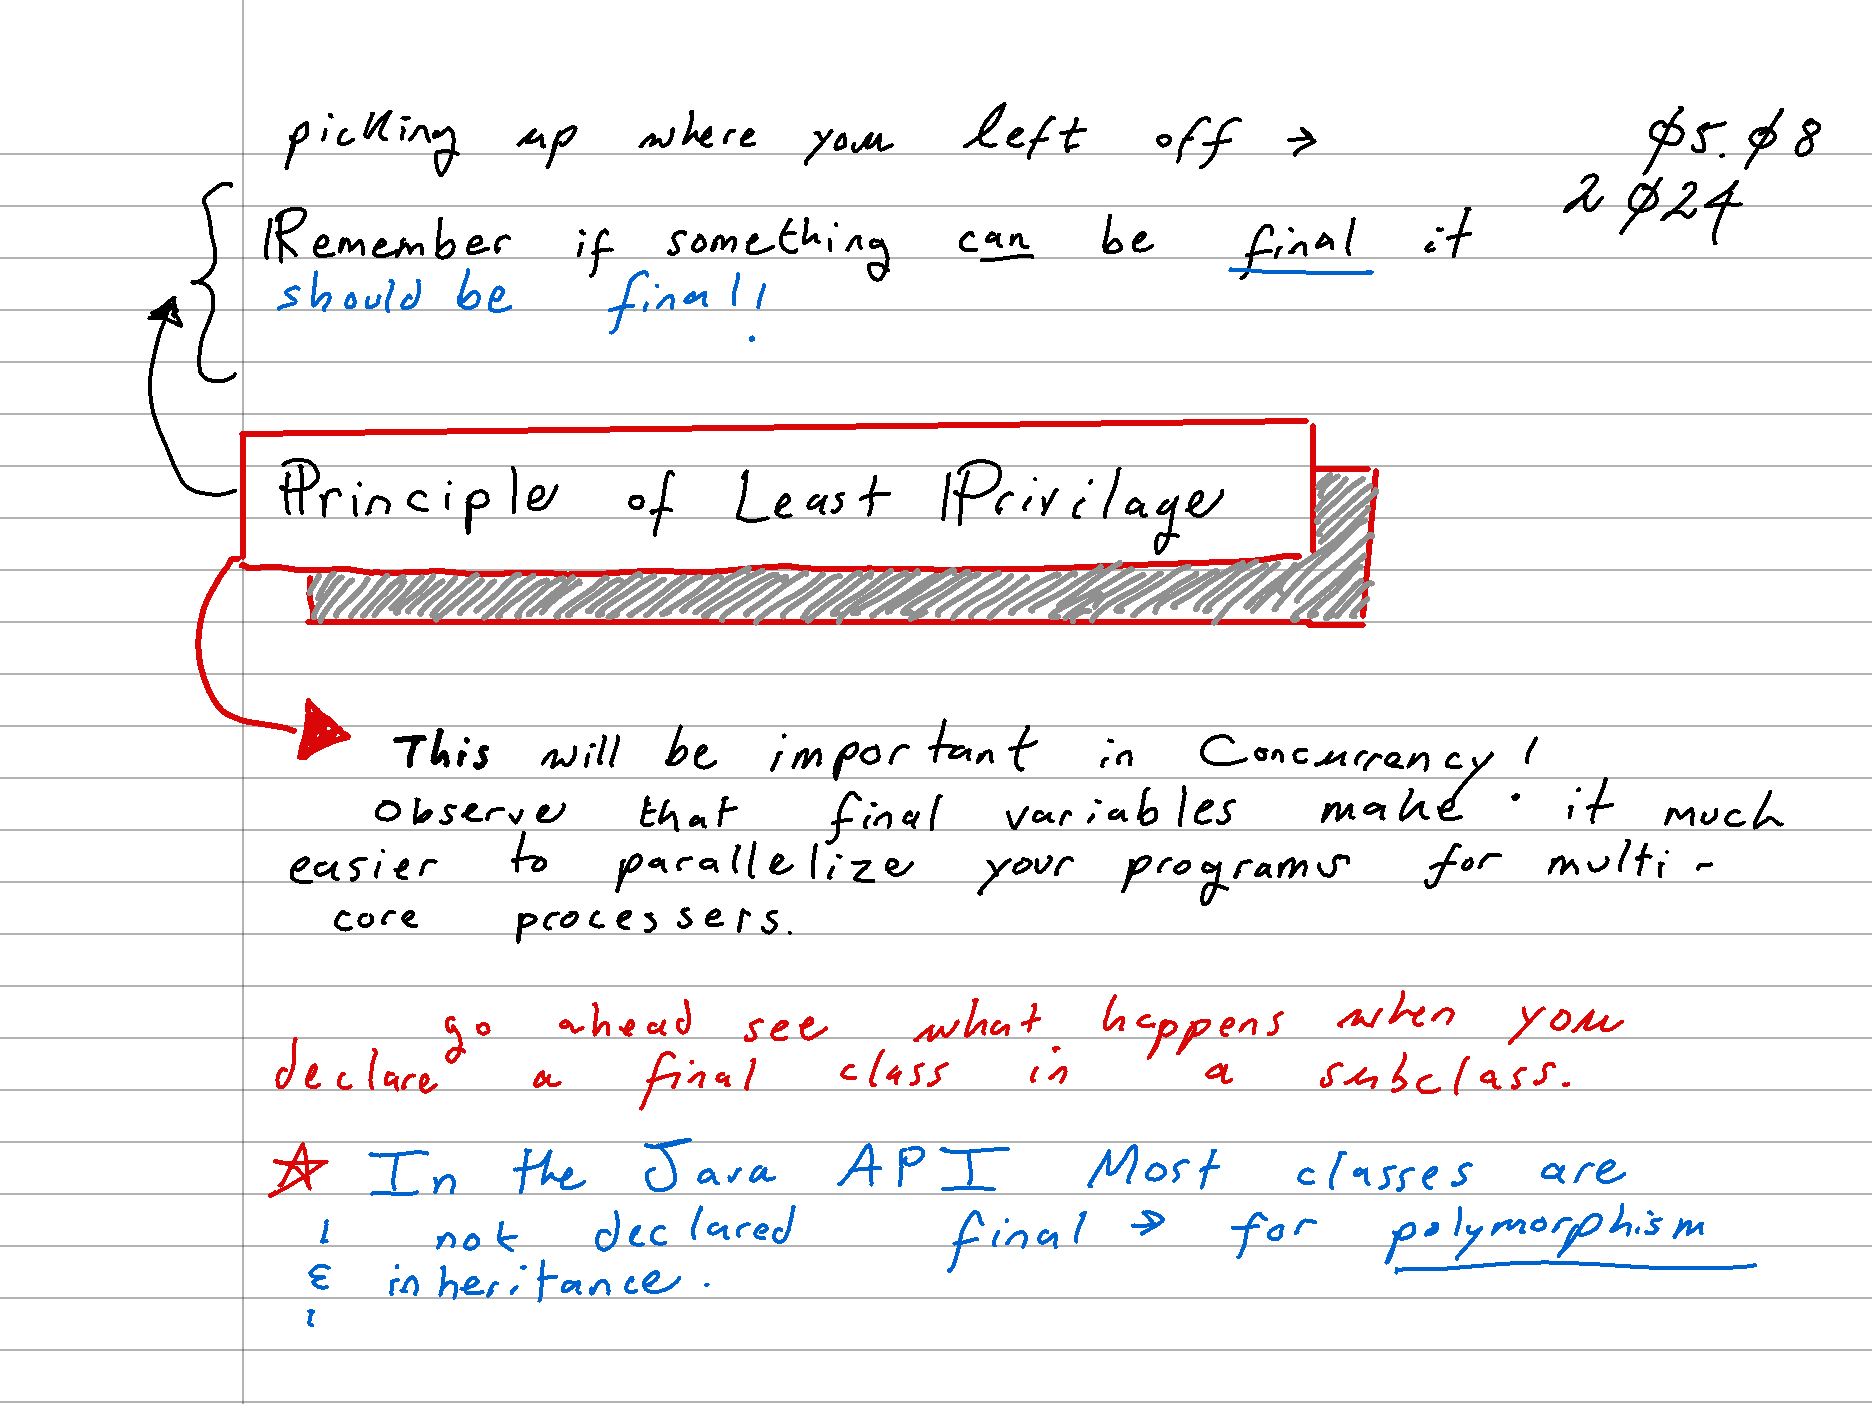 picking up where you left off → Ø5.Ø8
2Ø24
Remember if something can be final it
should be final!
Principle of Least Privilage
This will be important in Concurrency!
observe that final variables make it much
easier to parallelize your programs for multi-
core processers.
go ahead see what happens when you
declare a final class in a subclass.
☆ In the Java API Most classes are
not declared final → for polymorphism
& inheritance.